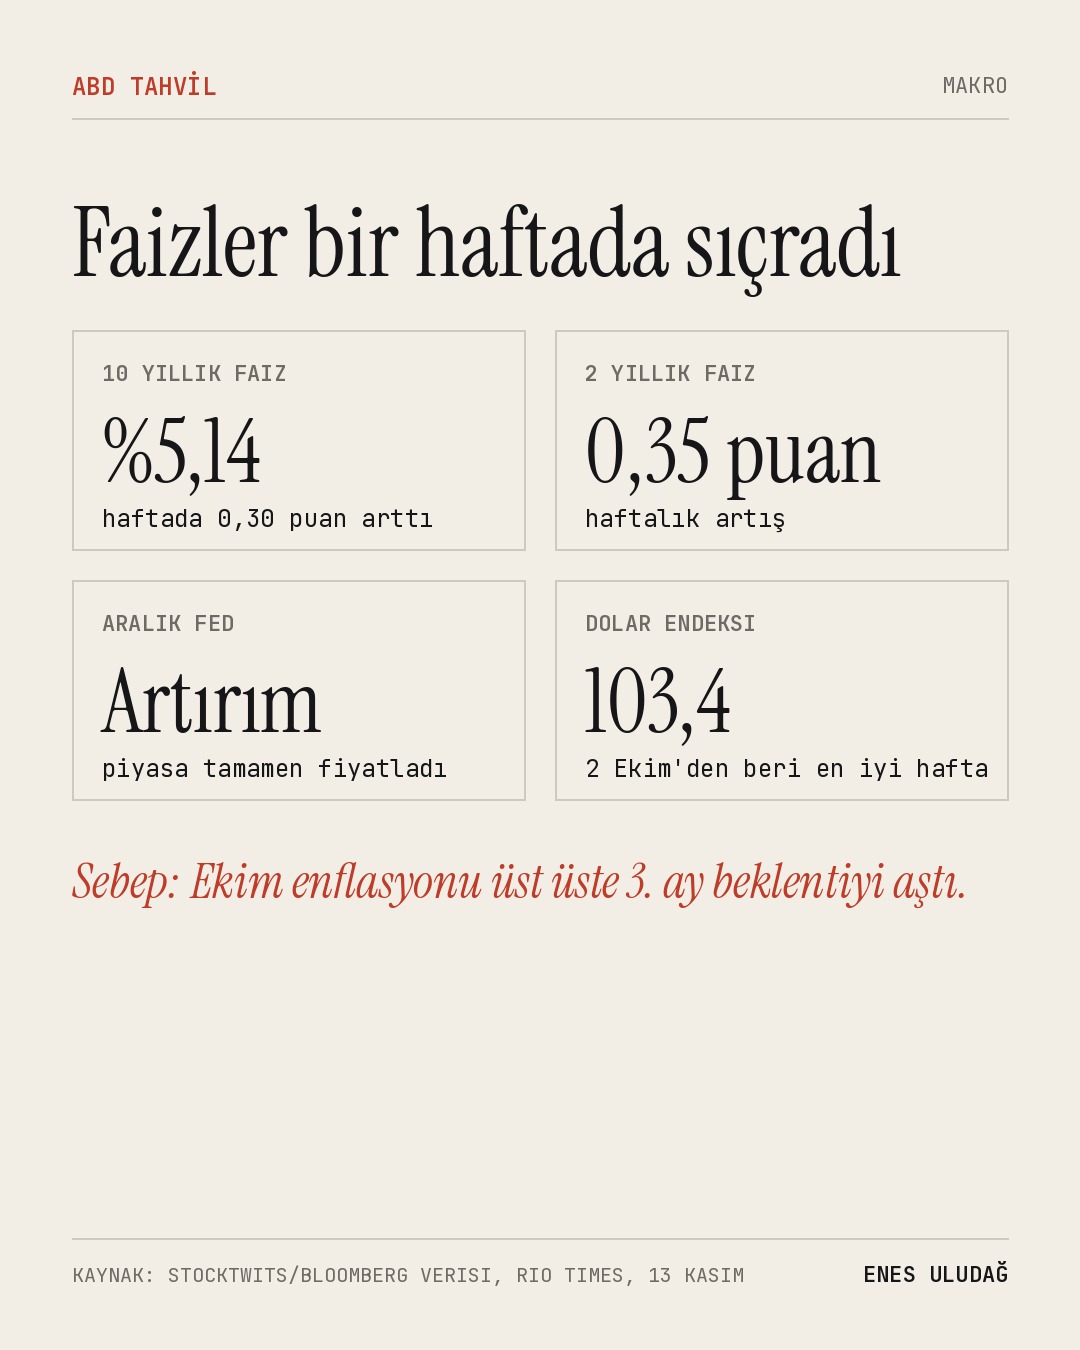 ABD TAHVİL
MAKRO
Faizler bir haftada sıçradı
10 YILLIK FAIZ
%5,14
haftada 0,30 puan arttı
2 YILLIK FAIZ
0,35 puan
haftalık artış
ARALIK FED
Artırım
piyasa tamamen fiyatladı
DOLAR ENDEKSI
103,4
2 Ekim'den beri en iyi hafta
Sebep: Ekim enflasyonu üst üste 3. ay beklentiyi aştı.
KAYNAK: STOCKTWITS/BLOOMBERG VERISI, RIO TIMES, 13 KASIM
ENES ULUDAĞ